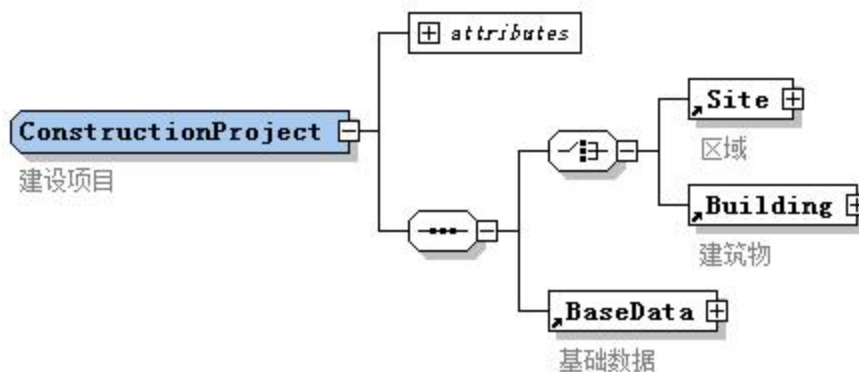 attributes
ConstructionProject
建设项目
Site
区域
Building
建筑物
BaseData
基础数据